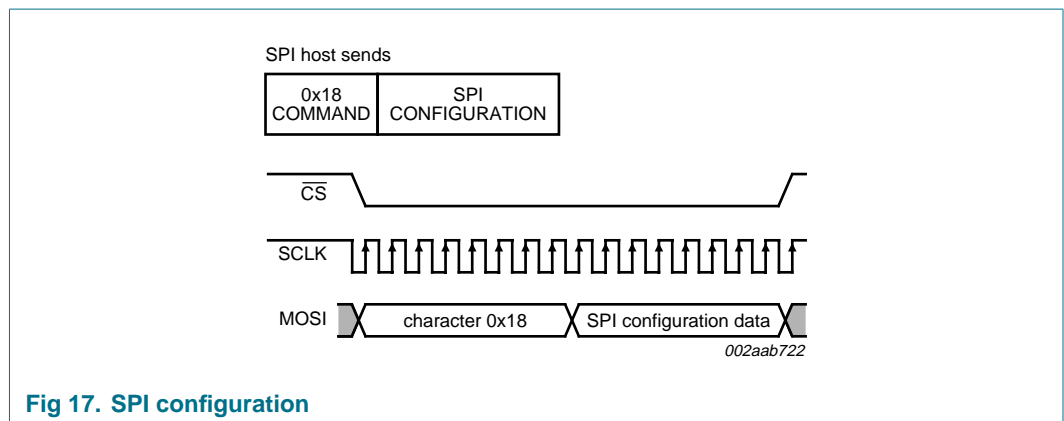 SPI host sends
0x18 COMMAND
SPI CONFIGURATION
CS
SCLK
MOSI
character 0x18
SPI configuration data
002aab722
Fig 17. SPI configuration